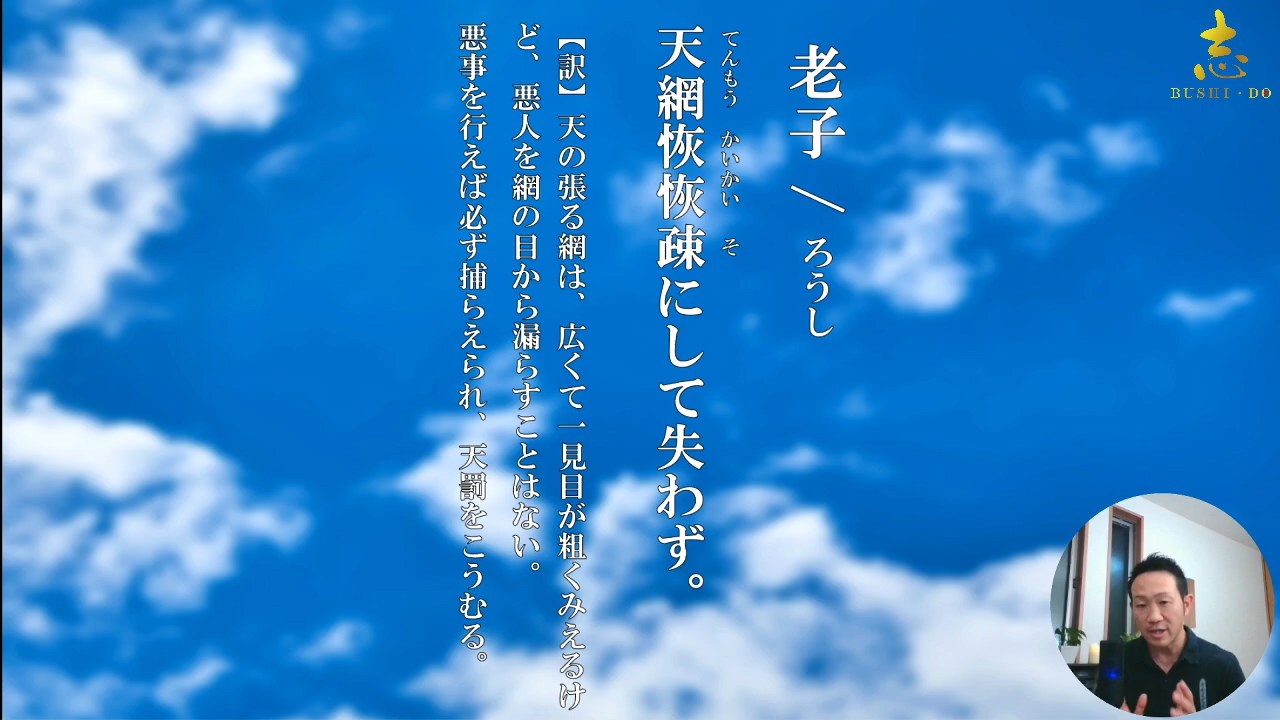 志
BUSHI・DO
老子 / ろうし
てんもう かいかい そ
天網恢恢疎にして失わず。
【訳】天の張る網は、広くて一見目が粗くみえるけ
ど、悪人を網の目から漏らすことはない。
悪事を行えば必ず捕らえられ、天罰をこうむる。